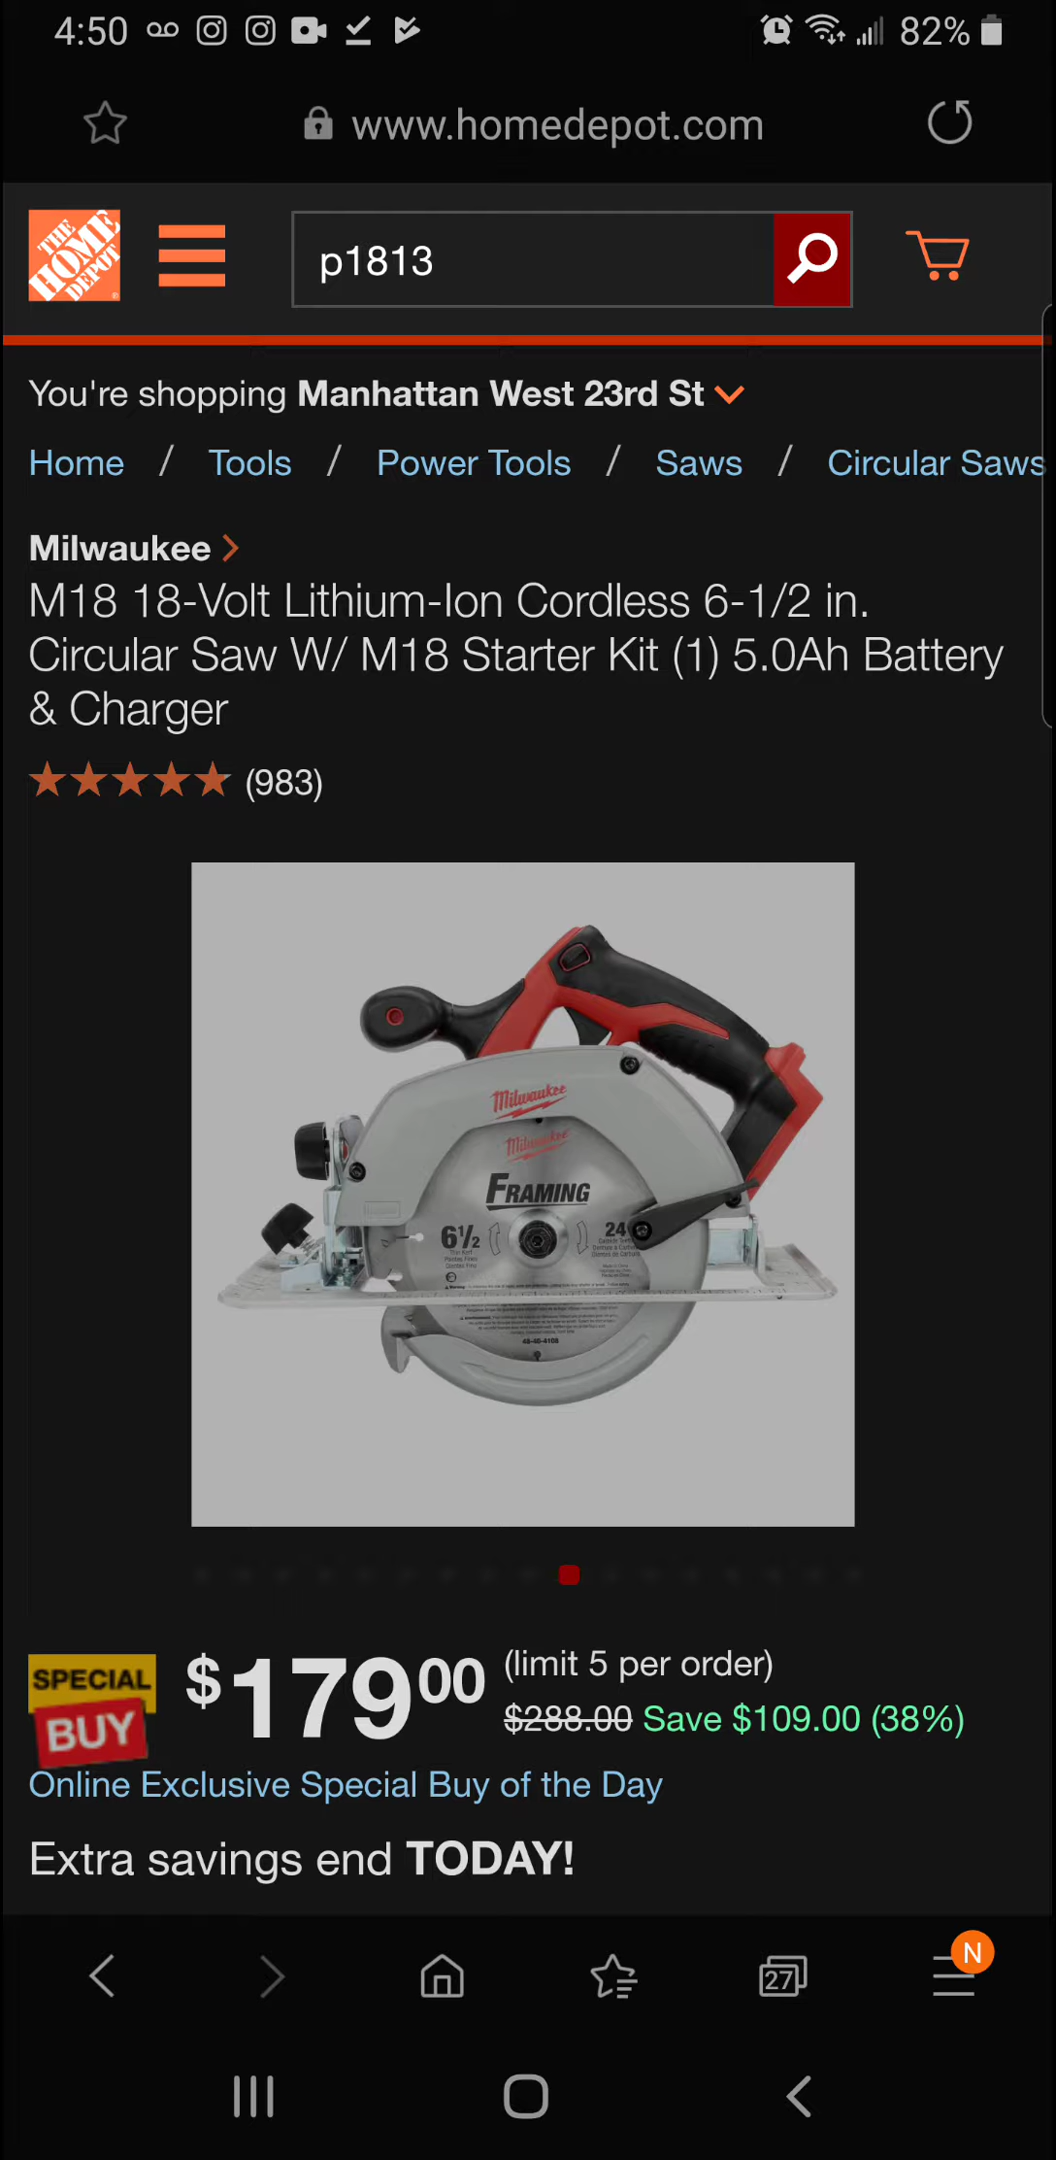 4:50 82%
www.homedepot.com
THE HOME DEPOT
p1813
You're shopping Manhattan West 23rd St
Home / Tools / Power Tools / Saws / Circular Saws
Milwaukee
M18 18-Volt Lithium-Ion Cordless 6-1/2 in.
Circular Saw W/ M18 Starter Kit (1) 5.0Ah Battery
& Charger
(983)
Milwaukee
Milwaukee
FRAMING
6½ 24
48-40-4108
SPECIAL BUY
$179 00 (limit 5 per order)
$288.00 Save $109.00 (38%)
Online Exclusive Special Buy of the Day
Extra savings end TODAY!
27 N